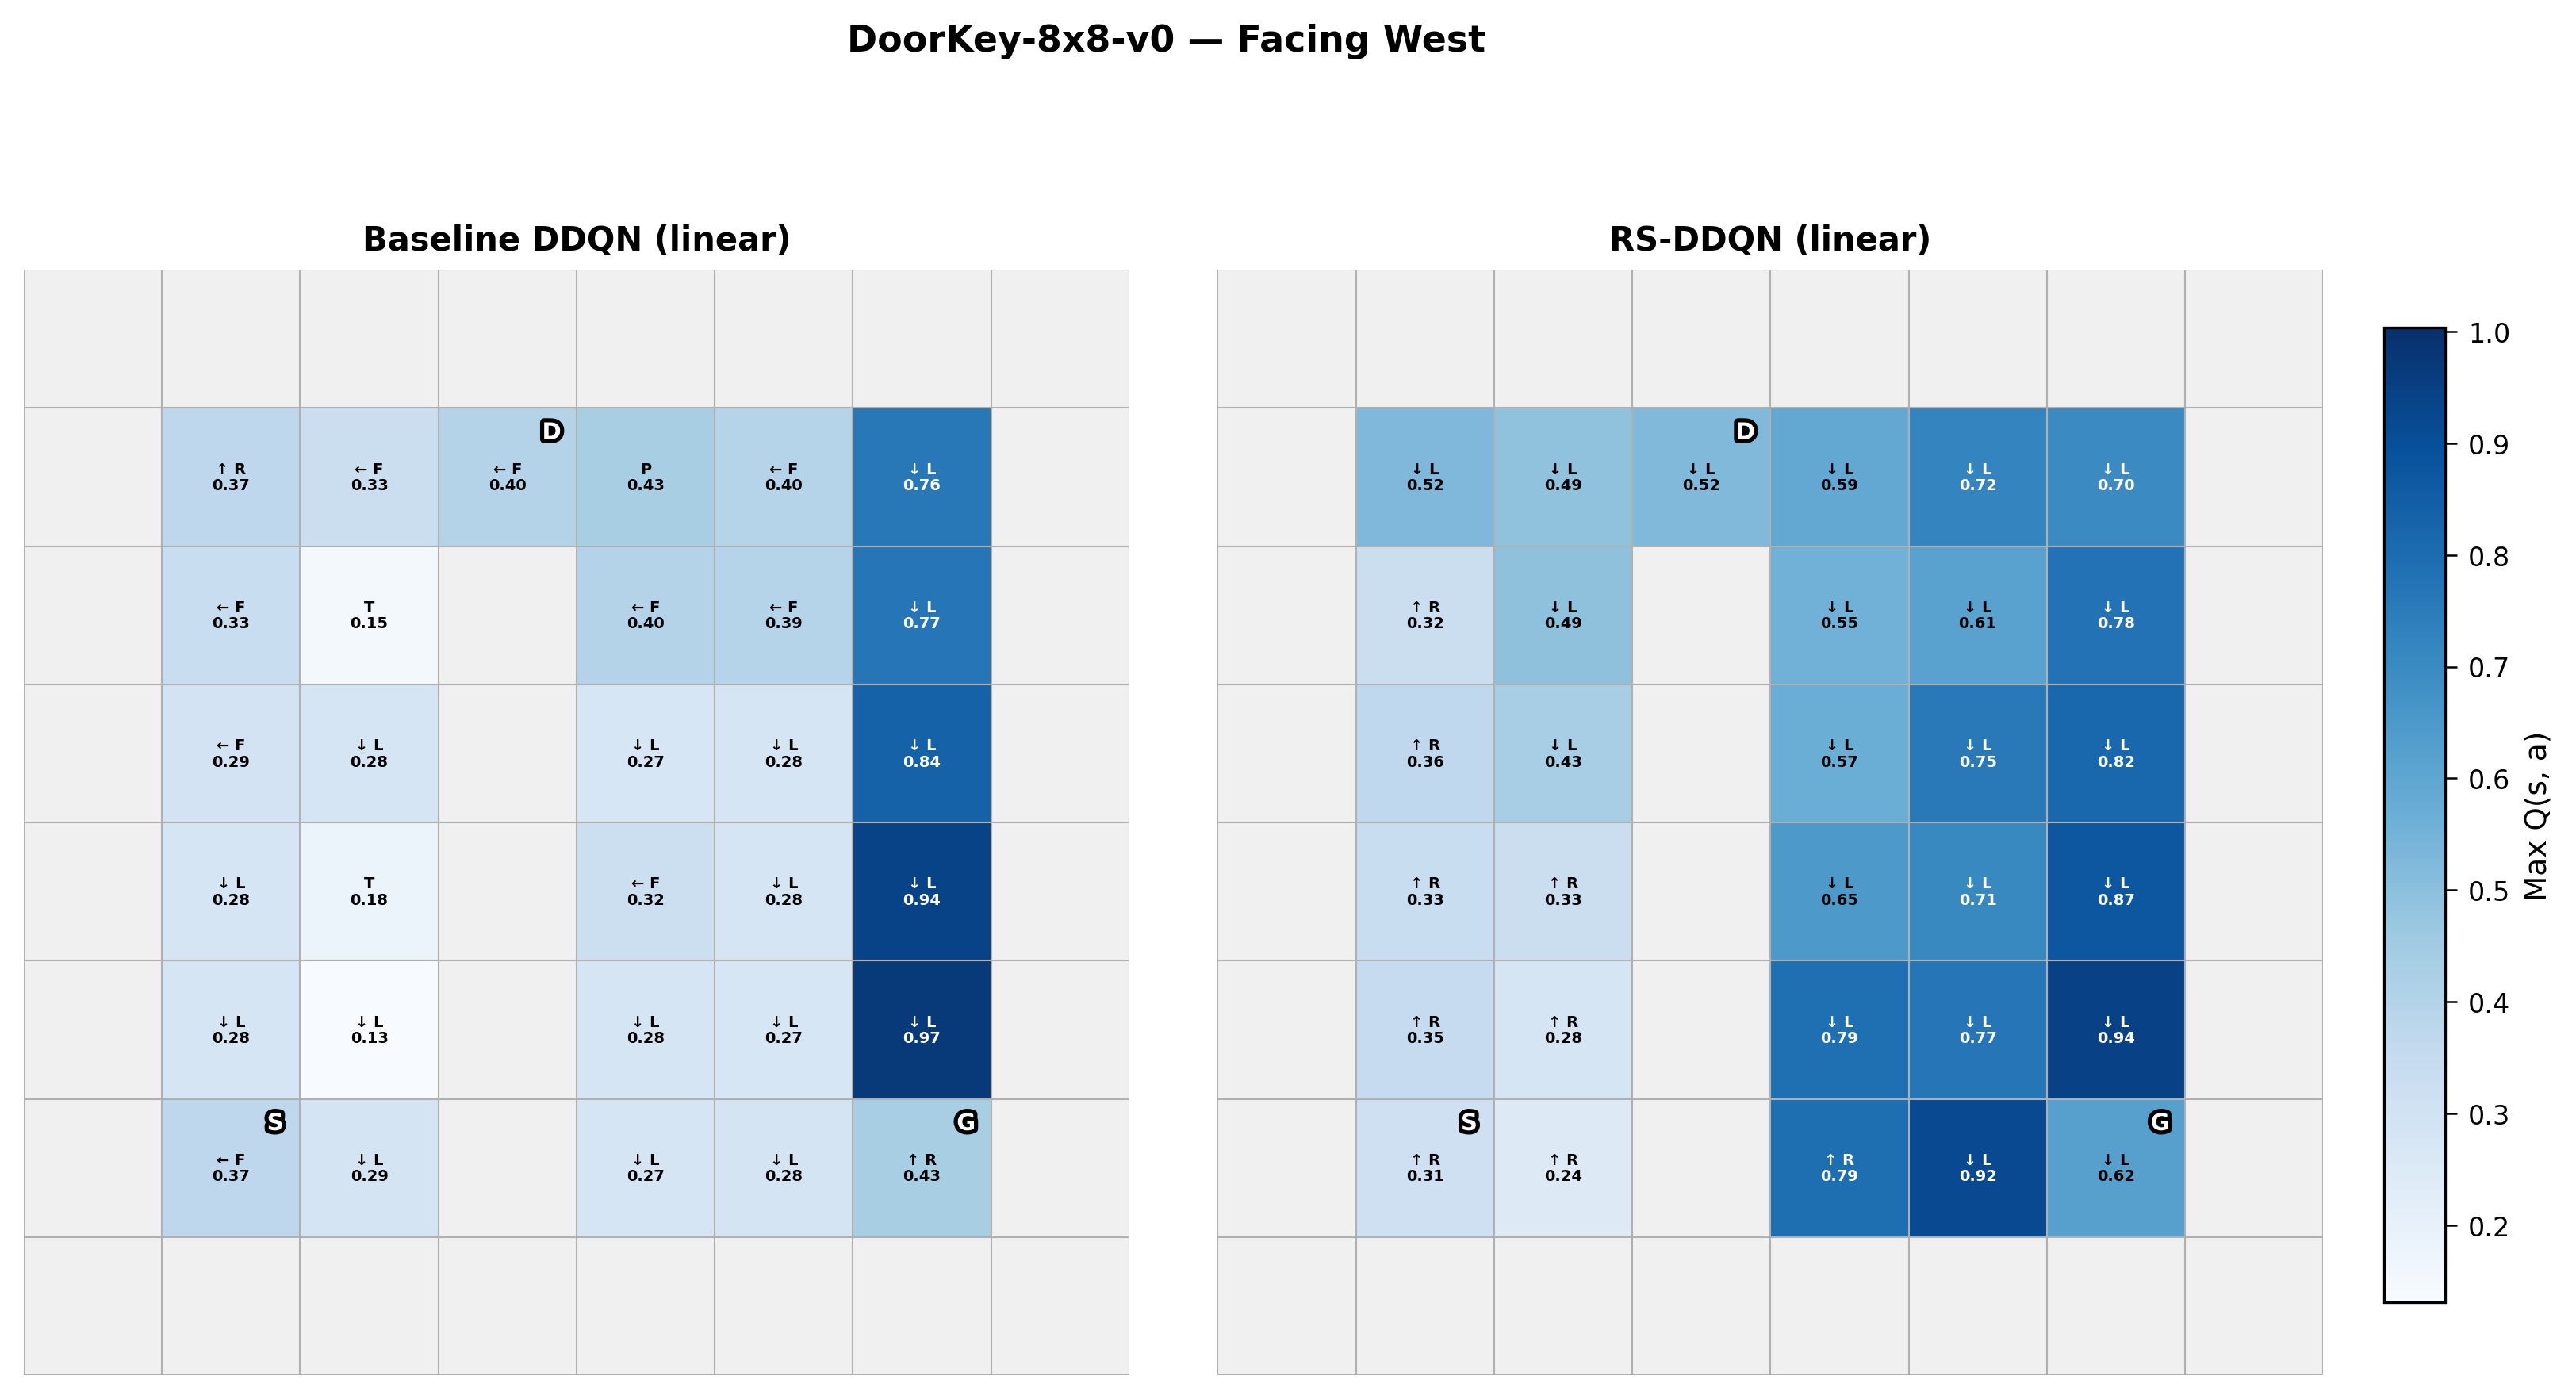 DoorKey-8x8-v0 — Facing West
Baseline DDQN (linear)
D
↑ R
0.37
← F
0.33
← F
0.40
P
0.43
← F
0.40
↓ L
0.76
← F
0.33
T
0.15
← F
0.40
← F
0.39
↓ L
0.77
← F
0.29
↓ L
0.28
↓ L
0.27
↓ L
0.28
↓ L
0.84
↓ L
0.28
T
0.18
← F
0.32
↓ L
0.28
↓ L
0.94
↓ L
0.28
↓ L
0.13
↓ L
0.28
↓ L
0.27
↓ L
0.97
S
G
← F
0.37
↓ L
0.29
↓ L
0.27
↓ L
0.28
↑ R
0.43
RS-DDQN (linear)
D
↓ L
0.52
↓ L
0.49
↓ L
0.52
↓ L
0.59
↓ L
0.72
↓ L
0.70
↑ R
0.32
↓ L
0.49
↓ L
0.55
↓ L
0.61
↓ L
0.78
↑ R
0.36
↓ L
0.43
↓ L
0.57
↓ L
0.75
↓ L
0.82
↑ R
0.33
↑ R
0.33
↓ L
0.65
↓ L
0.71
↓ L
0.87
↑ R
0.35
↑ R
0.28
↓ L
0.79
↓ L
0.77
↓ L
0.94
S
G
↑ R
0.31
↑ R
0.24
↑ R
0.79
↓ L
0.92
↓ L
0.62
1.0
0.9
0.8
0.7
0.6
0.5
0.4
0.3
0.2
Max Q(s, a)